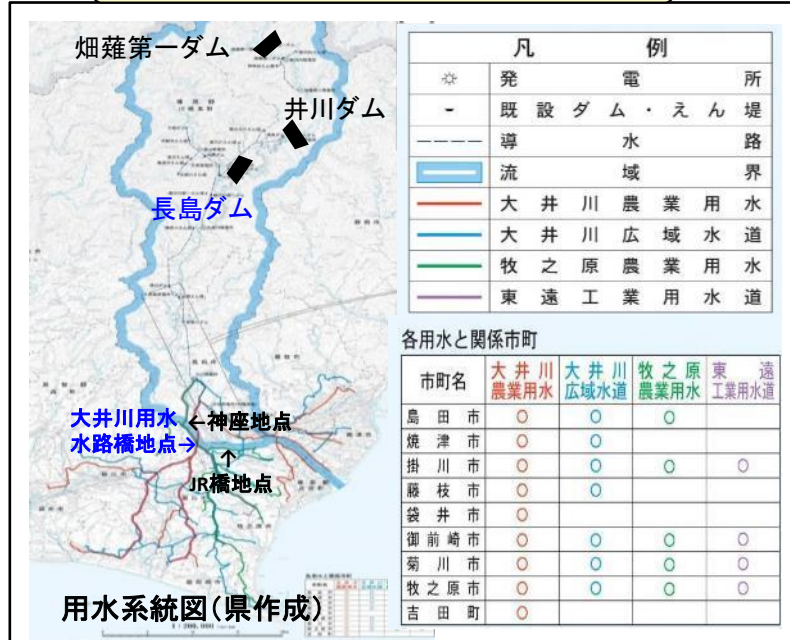 畑薙第一ダム
井川ダム
長島ダム
大井川用水
水路橋地点→
←神座地点
↑
JR橋地点
用水系統図(県作成)
凡例
発電所
既設ダム・えん堤
導水路
流域界
大井川農業用水
大井川広域水道
牧之原農業用水
東遠工業用水道
各用水と関係市町
市町名 大井川農業用水 大井川広域水道 牧之原農業用水 東遠工業用水道
島田市 ○ ○ ○
焼津市 ○ ○
掛川市 ○ ○ ○ ○
藤枝市 ○ ○
袋井市 ○
御前崎市 ○ ○ ○ ○
菊川市 ○ ○ ○ ○
牧之原市 ○ ○ ○ ○
吉田町 ○